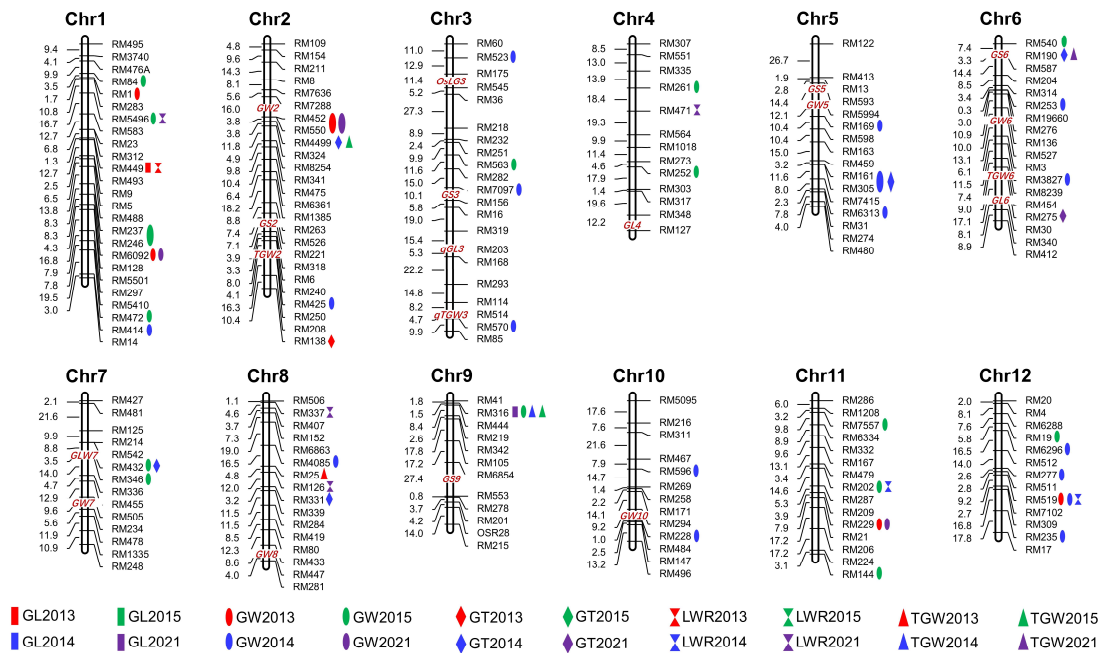 Chr1
9.4
4.1
9.9
3.5
1.7
10.8
16.7
12.7
6.8
1.3
12.7
2.5
6.5
13.8
8.3
8.3
4.3
16.8
7.8
7.9
19.5
3.0
RM495
RM3740
RM476A
RM84
RM1
RM283
RM5496
RM583
RM23
RM312
RM449
RM493
RM9
RM5
RM488
RM237
RM246
RM6092
RM128
RM5501
RM297
RM5410
RM472
RM414
RM14
Chr2
4.8
9.6
14.3
8.1
5.6
16.0
3.8
3.8
11.8
4.9
9.8
10.4
6.4
18.2
8.8
7.4
7.1
3.9
3.3
8.0
4.1
16.3
10.4
GW2
GS2
TGW2
RM109
RM154
RM211
RM8
RM7636
RM7288
RM452
RM550
RM4499
RM324
RM8254
RM341
RM475
RM6361
RM1385
RM263
RM526
RM221
RM318
RM6
RM240
RM425
RM250
RM208
RM138
Chr3
11.0
12.9
11.4
5.2
27.3
8.9
2.4
9.9
11.6
10.1
5.8
19.0
15.4
5.3
22.2
14.8
8.2
4.7
9.9
OsLG3
GS3
qGL3
qTGW3
RM60
RM523
RM175
RM545
RM36
RM218
RM232
RM251
RM563
RM282
RM7097
RM156
RM16
RM319
RM203
RM168
RM293
RM114
RM514
RM570
RM85
Chr4
8.5
13.0
13.9
18.4
19.3
9.9
11.4
4.6
17.9
1.4
19.6
12.2
GL4
RM307
RM551
RM335
RM261
RM471
RM564
RM1018
RM273
RM252
RM303
RM317
RM348
RM127
Chr5
26.7
1.9
2.8
14.4
12.1
10.4
10.4
15.0
3.2
11.6
8.0
2.3
7.8
4.0
GS5
GW5
RM122
RM413
RM13
RM593
RM5994
RM169
RM598
RM163
RM459
RM161
RM305
RM7415
RM6313
RM31
RM274
RM480
Chr6
7.4
3.3
14.4
8.5
3.4
0.3
3.0
10.9
10.0
13.1
6.1
11.5
7.4
9.0
17.1
8.1
8.9
GS6
GW6
TGW6
GL6
RM540
RM190
RM587
RM204
RM314
RM253
RM19660
RM276
RM136
RM527
RM3
RM3827
RM8239
RM454
RM275
RM30
RM340
RM412
Chr7
2.1
21.6
9.9
8.8
3.5
14.0
4.7
12.9
9.6
5.6
11.9
10.9
GLW7
GW7
RM427
RM481
RM125
RM214
RM542
RM432
RM346
RM336
RM455
RM505
RM234
RM478
RM1335
RM248
Chr8
1.1
4.6
3.7
7.3
19.0
16.5
4.8
12.0
3.2
11.5
11.5
8.5
12.3
8.6
4.0
GW8
RM506
RM337
RM407
RM152
RM6863
RM4085
RM25
RM126
RM331
RM339
RM284
RM419
RM80
RM433
RM447
RM281
Chr9
1.8
1.5
8.4
2.6
17.8
17.2
27.4
0.8
3.7
4.2
14.0
GS9
RM41
RM316
RM444
RM219
RM342
RM105
RM6854
RM553
RM278
RM201
OSR28
RM215
Chr10
17.6
7.6
21.6
7.9
14.7
1.4
2.2
14.1
9.2
1.0
2.5
13.2
GW10
RM5095
RM216
RM311
RM467
RM596
RM269
RM258
RM171
RM294
RM228
RM484
RM147
RM496
Chr11
6.0
3.2
9.8
8.9
9.6
13.1
3.4
14.6
5.3
3.9
7.9
17.2
17.2
3.1
RM286
RM1208
RM7557
RM6334
RM332
RM167
RM479
RM202
RM287
RM209
RM229
RM21
RM206
RM224
RM144
Chr12
2.0
8.1
7.6
5.8
16.5
14.0
2.6
2.8
9.2
2.7
16.8
17.8
RM20
RM4
RM6288
RM19
RM6296
RM512
RM277
RM511
RM519
RM7102
RM309
RM235
RM17
GL2013 GL2015 GW2013 GW2015 GT2013 GT2015 LWR2013 LWR2015 TGW2013 TGW2015
GL2014 GL2021 GW2014 GW2021 GT2014 GT2021 LWR2014 LWR2021 TGW2014 TGW2021